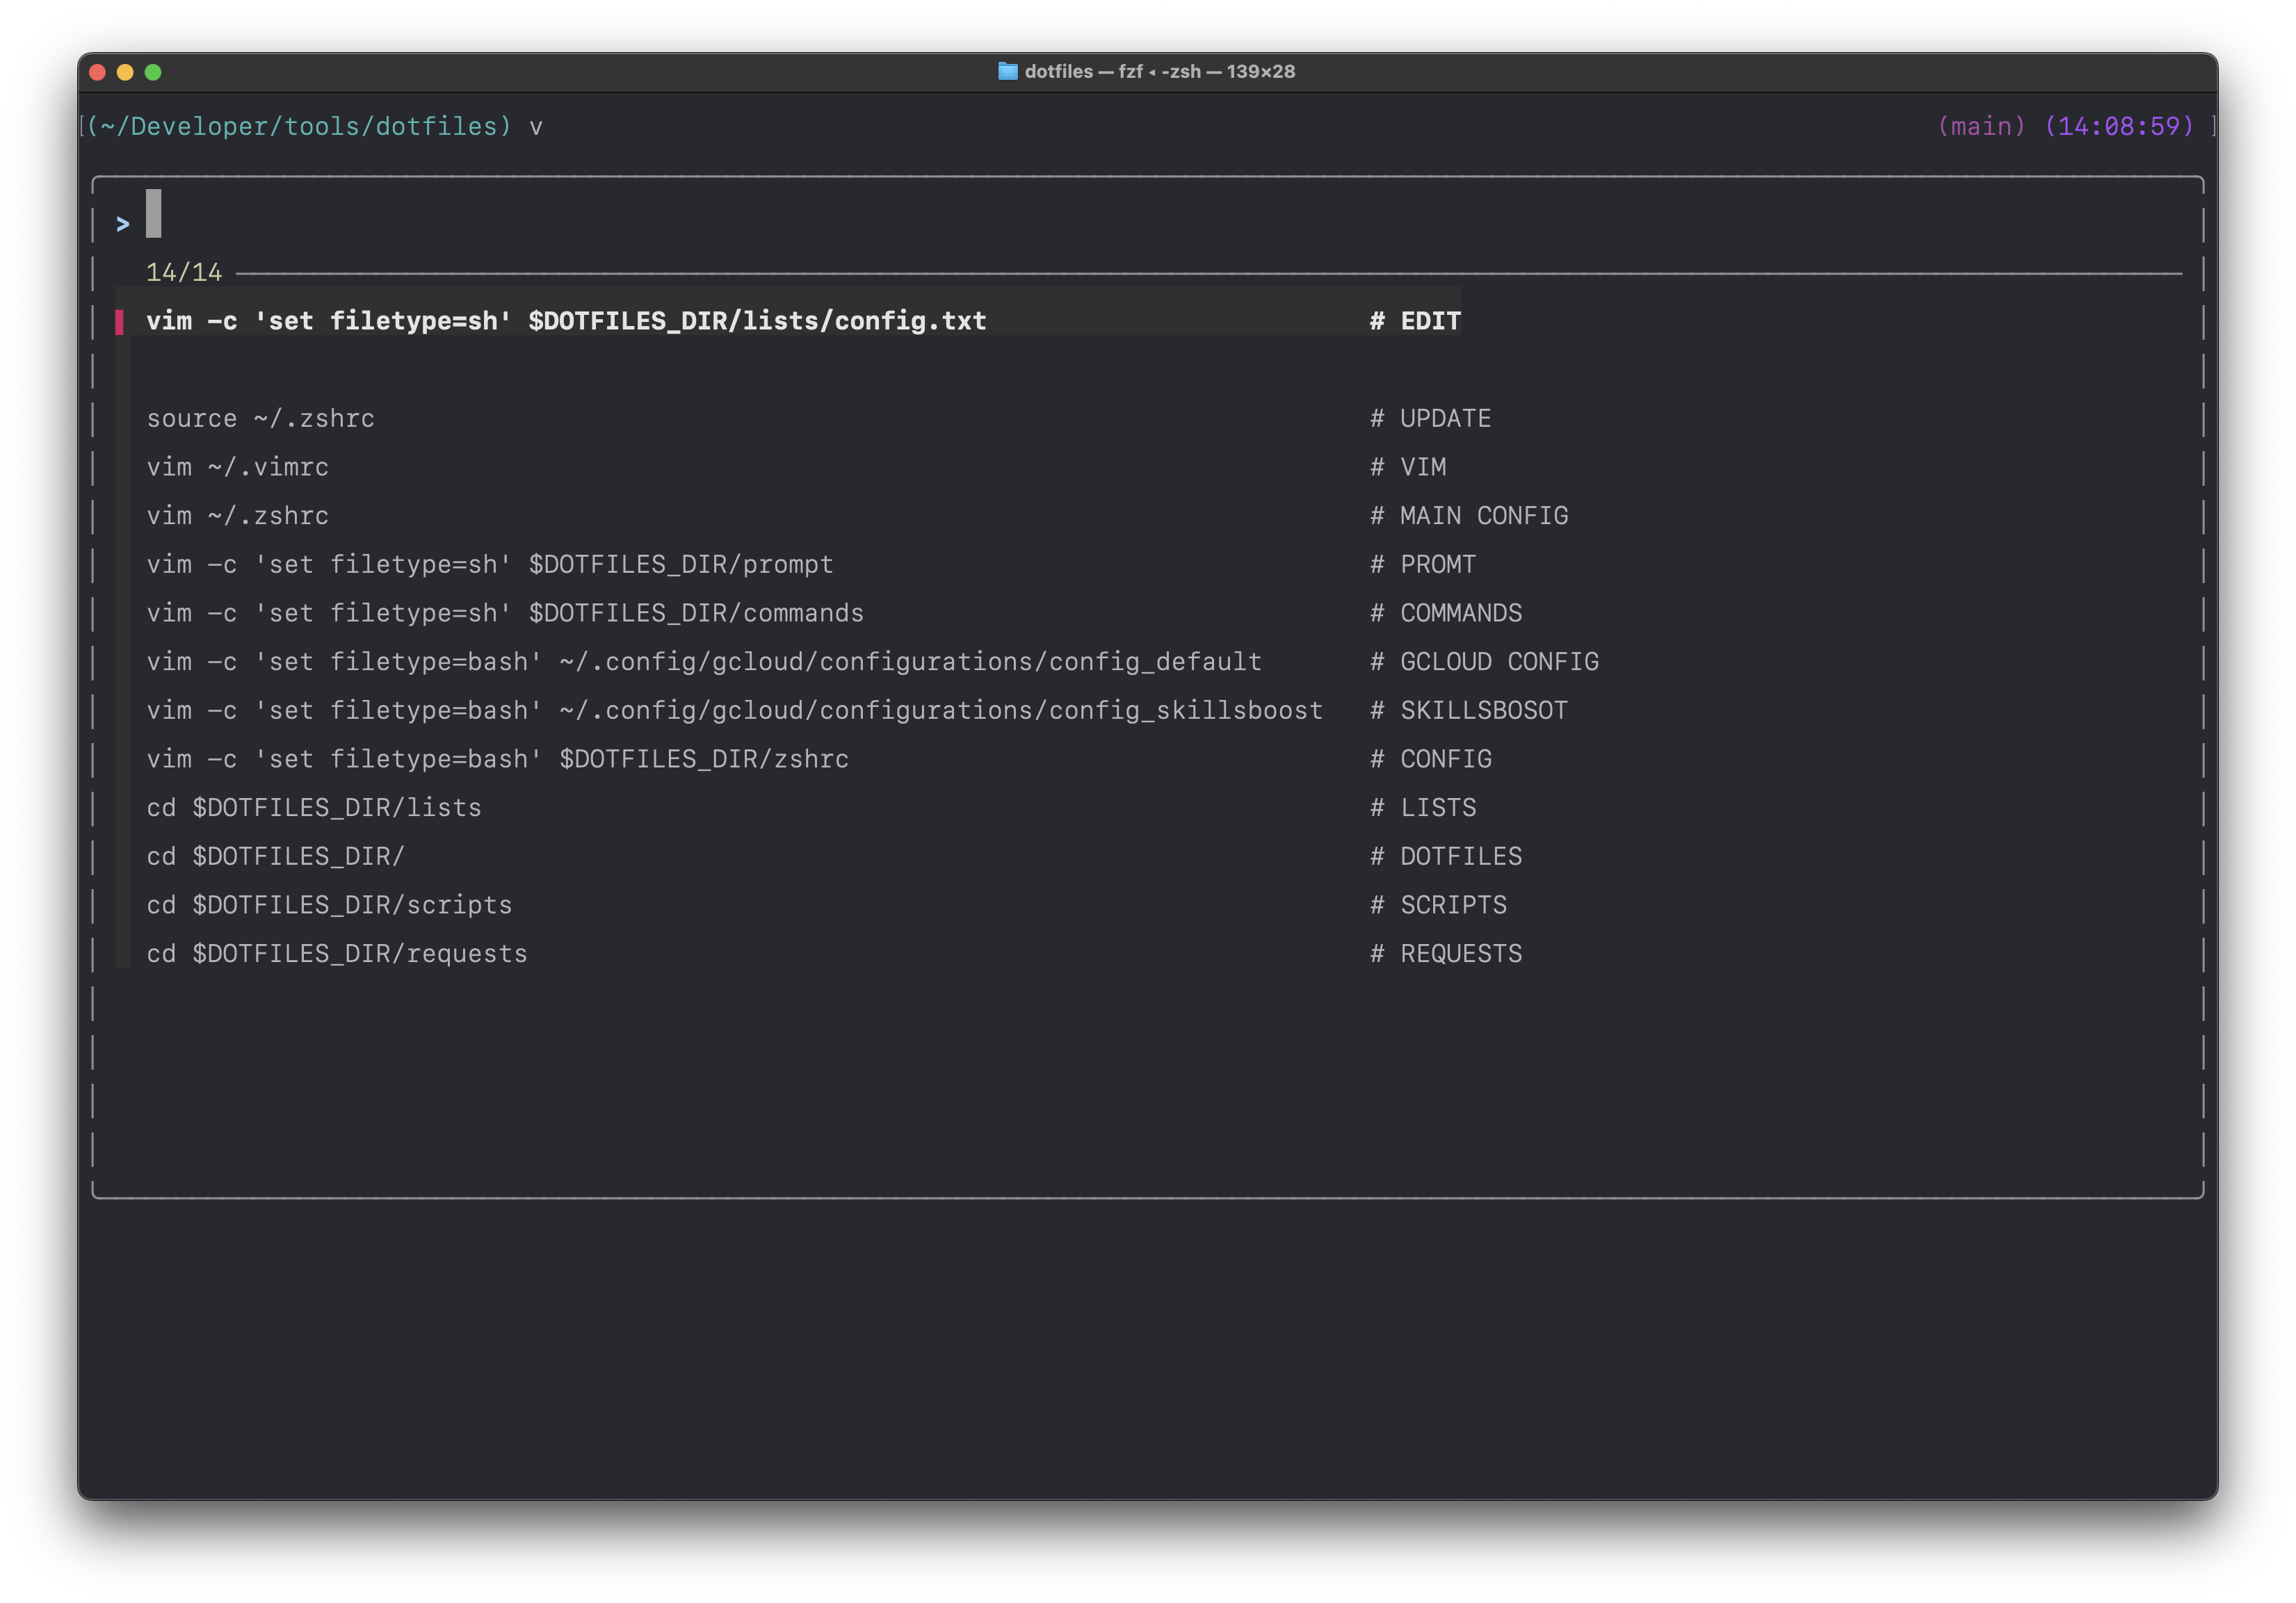 dotfiles — fzf ◂ -zsh — 139×28
[(~/Developer/tools/dotfiles) v (main) (14:08:59) ]
>
14/14
vim -c 'set filetype=sh' $DOTFILES_DIR/lists/config.txt # EDIT
source ~/.zshrc # UPDATE
vim ~/.vimrc # VIM
vim ~/.zshrc # MAIN CONFIG
vim -c 'set filetype=sh' $DOTFILES_DIR/prompt # PROMT
vim -c 'set filetype=sh' $DOTFILES_DIR/commands # COMMANDS
vim -c 'set filetype=bash' ~/.config/gcloud/configurations/config_default # GCLOUD CONFIG
vim -c 'set filetype=bash' ~/.config/gcloud/configurations/config_skillsboost # SKILLSBOSOT
vim -c 'set filetype=bash' $DOTFILES_DIR/zshrc # CONFIG
cd $DOTFILES_DIR/lists # LISTS
cd $DOTFILES_DIR/ # DOTFILES
cd $DOTFILES_DIR/scripts # SCRIPTS
cd $DOTFILES_DIR/requests # REQUESTS